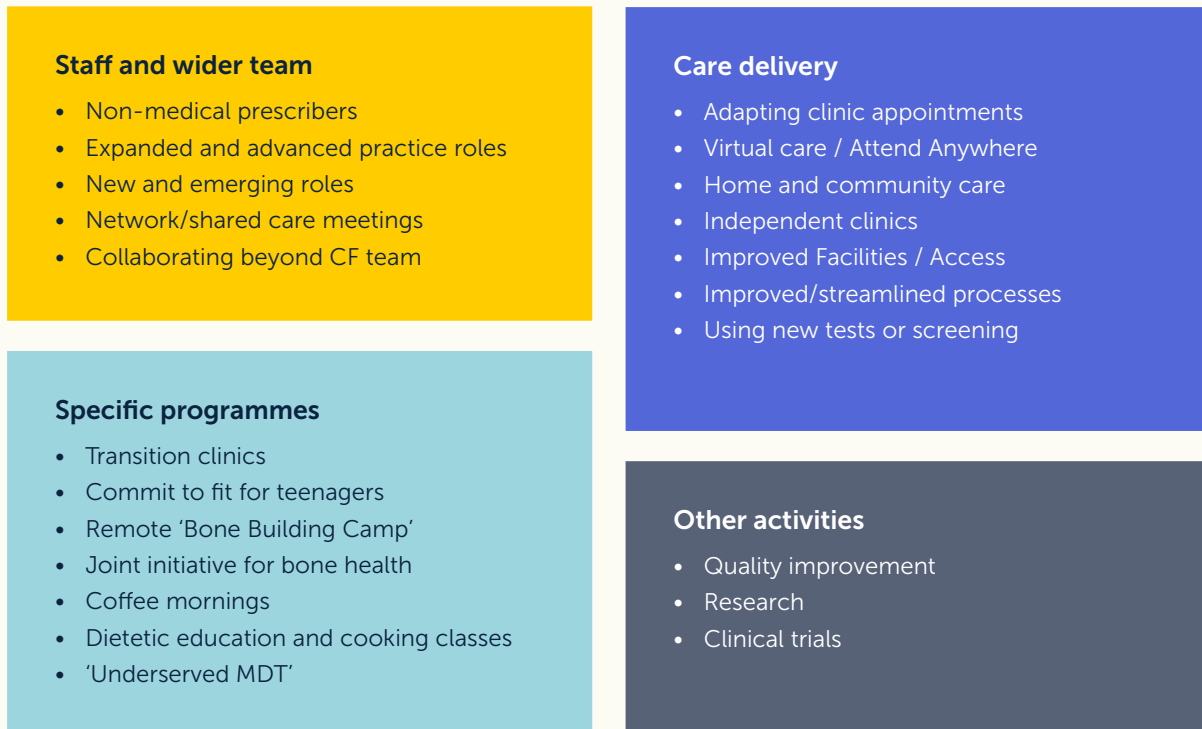 Staff and wider team
• Non-medical prescribers
• Expanded and advanced practice roles
• New and emerging roles
• Network/shared care meetings
• Collaborating beyond CF team
Specific programmes
• Transition clinics
• Commit to fit for teenagers
• Remote ‘Bone Building Camp’
• Joint initiative for bone health
• Coffee mornings
• Dietetic education and cooking classes
• ‘Underserved MDT’
Care delivery
• Adapting clinic appointments
• Virtual care / Attend Anywhere
• Home and community care
• Independent clinics
• Improved Facilities / Access
• Improved/streamlined processes
• Using new tests or screening
Other activities
• Quality improvement
• Research
• Clinical trials